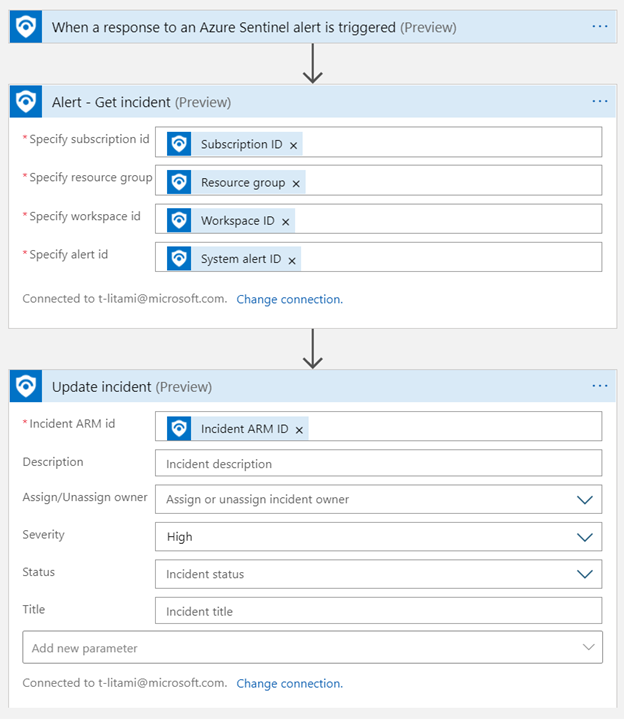 When a response to an Azure Sentinel alert is triggered (Preview)
Alert - Get incident (Preview)
* Specify subscription id Subscription ID ×
* Specify resource group Resource group ×
* Specify workspace id Workspace ID ×
* Specify alert id System alert ID ×
Connected to t-litami@microsoft.com. Change connection.
Update incident (Preview)
* Incident ARM id Incident ARM ID ×
Description Incident description
Assign/Unassign owner Assign or unassign incident owner
Severity High
Status Incident status
Title Incident title
Add new parameter
Connected to t-litami@microsoft.com. Change connection.